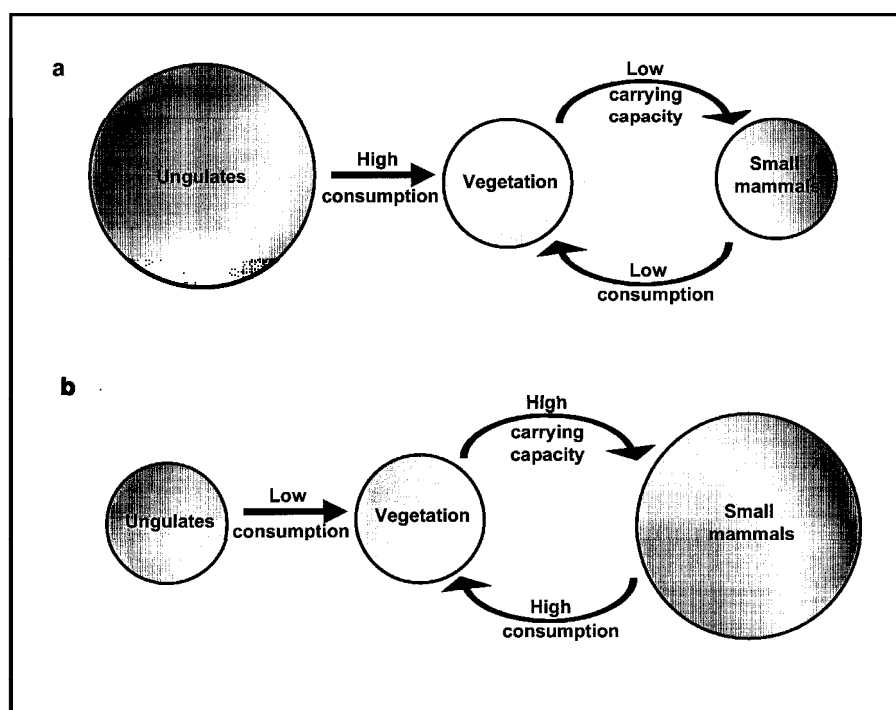 a
Ungulates
High
consumption
Vegetation
Low
carrying
capacity
Small
mammals
Low
consumption
b
Ungulates
Low
consumption
Vegetation
High
carrying
capacity
Small
mammals
High
consumption